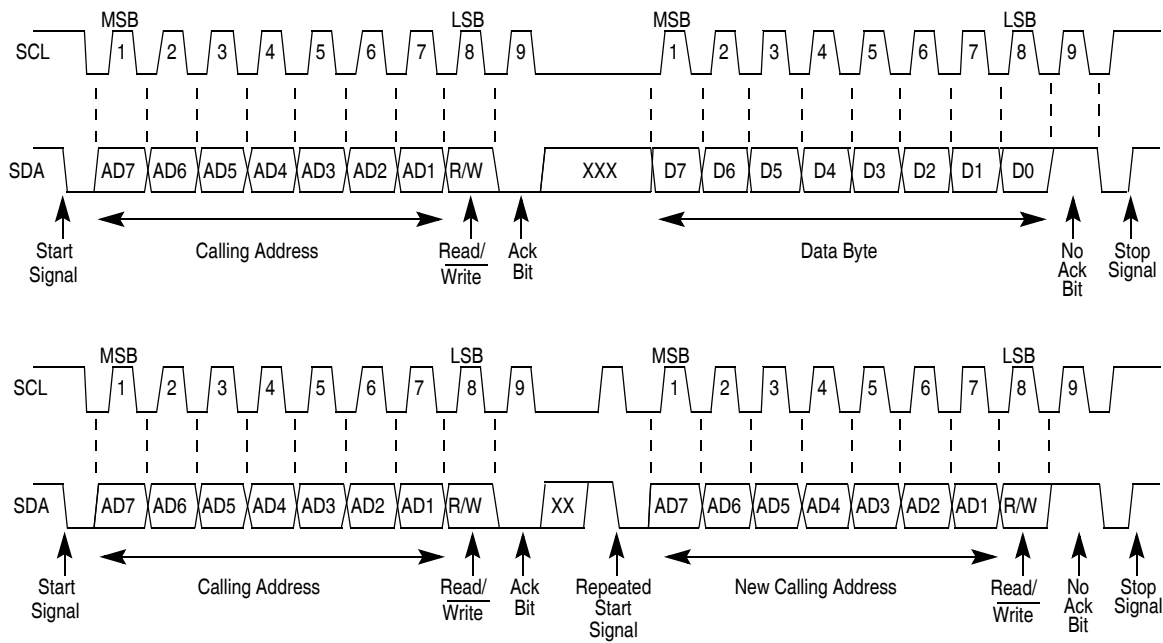 MSB LSB MSB LSB
SCL 1 2 3 4 5 6 7 8 9 1 2 3 4 5 6 7 8 9
SDA AD7 AD6 AD5 AD4 AD3 AD2 AD1 R/W XXX D7 D6 D5 D4 D3 D2 D1 D0
Start Calling Address Read/ Ack Data Byte No Stop
Signal Write Bit Ack Signal
Bit
MSB LSB MSB LSB
SCL 1 2 3 4 5 6 7 8 9 1 2 3 4 5 6 7 8 9
SDA AD7 AD6 AD5 AD4 AD3 AD2 AD1 R/W XX AD7 AD6 AD5 AD4 AD3 AD2 AD1 R/W
Start Calling Address Read/ Ack Repeated New Calling Address Read/ No Stop
Signal Write Bit Start Write Ack Signal
Signal Bit